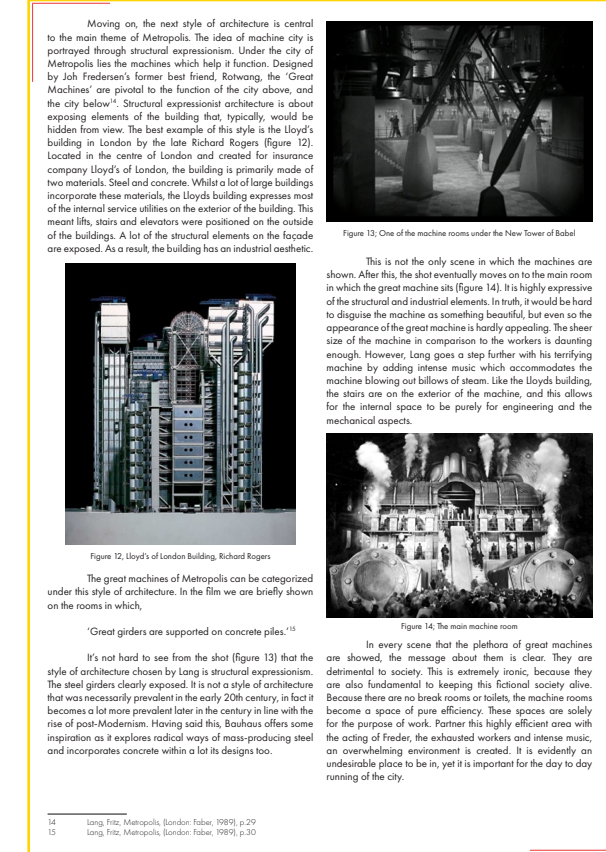 Moving on, the next style of architecture is central
to the main theme of Metropolis. The idea of machine city is
portrayed through structural expressionism. Under the city of
Metropolis lies the machines which help it function. Designed
by Joh Fredersen's former best friend, Rotwang, the 'Great
Machines' are pivotal to the function of the city above, and
the city below14. Structural expressionist architecture is about
exposing elements of the building that, typically, would be
hidden from view. The best example of this style is the Lloyd's
building in London by the late Richard Rogers (figure 12).
Located in the centre of London and created for insurance
company Lloyd's of London, the building is primarily made of
two materials. Steel and concrete. Whilst a lot of large buildings
incorporate these materials, the Lloyds building expresses most
of the internal service utilities on the exterior of the building. This
meant lifts, stairs and elevators were positioned on the outside
of the buildings. A lot of the structural elements on the façade
are exposed. As a result, the building has an industrial aesthetic.
Figure 12, Lloyd's of London Building, Richard Rogers
The great machines of Metropolis can be categorized
under this style of architecture. In the film we are briefly shown
on the rooms in which,
'Great girders are supported on concrete piles.'15
It's not hard to see from the shot (figure 13) that the
style of architecture chosen by Lang is structural expressionism.
The steel girders clearly exposed. It is not a style of architecture
that was necessarily prevalent in the early 20th century, in fact it
becomes a lot more prevalent later in the century in line with the
rise of post-Modernism. Having said this, Bauhaus offers some
inspiration as it explores radical ways of mass-producing steel
and incorporates concrete within a lot its designs too.
Figure 13; One of the machine rooms under the New Tower of Babel
This is not the only scene in which the machines are
shown. After this, the shot eventually moves on to the main room
in which the great machine sits (figure 14). It is highly expressive
of the structural and industrial elements. In truth, it would be hard
to disguise the machine as something beautiful, but even so the
appearance of the great machine is hardly appealing. The sheer
size of the machine in comparison to the workers is daunting
enough. However, Lang goes a step further with his terrifying
machine by adding intense music which accommodates the
machine blowing out billows of steam. Like the Lloyds building,
the stairs are on the exterior of the machine, and this allows
for the internal space to be purely for engineering and the
mechanical aspects.
Figure 14; The main machine room
In every scene that the plethora of great machines
are showed, the message about them is clear. They are
detrimental to society. This is extremely ironic, because they
are also fundamental to keeping this fictional society alive.
Because there are no break rooms or toilets, the machine rooms
become a space of pure efficiency. These spaces are solely
for the purpose of work. Partner this highly efficient area with
the acting of Freder, the exhausted workers and intense music,
an overwhelming environment is created. It is evidently an
undesirable place to be in, yet it is important for the day to day
running of the city.
14 Lang, Fritz, Metropolis, (London: Faber, 1989), p.29
15 Lang, Fritz, Metropolis, (London: Faber, 1989), p.30